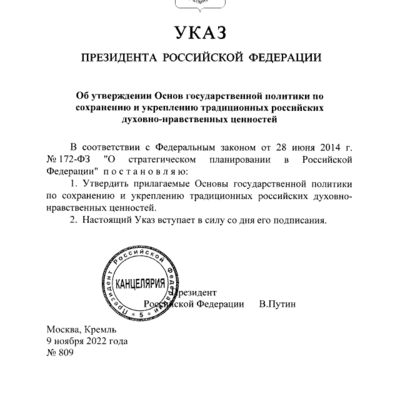 УКАЗ
ПРЕЗИДЕНТА РОССИЙСКОЙ ФЕДЕРАЦИИ
Об утверждении Основ государственной политики по
сохранению и укреплению традиционных российских
духовно-нравственных ценностей
В соответствии с Федеральным законом от 28 июня 2014 г.
№ 172-ФЗ "О стратегическом планировании в Российской
Федерации" п о с т а н о в л я ю:
1. Утвердить прилагаемые Основы государственной политики
по сохранению и укреплению традиционных российских духовно-
нравственных ценностей.
2. Настоящий Указ вступает в силу со дня его подписания.
Президент Российской Федерации
КАНЦЕЛЯРИЯ
* 5 *
Президент
Российской Федерации В.Путин
Москва, Кремль
9 ноября 2022 года
№ 809